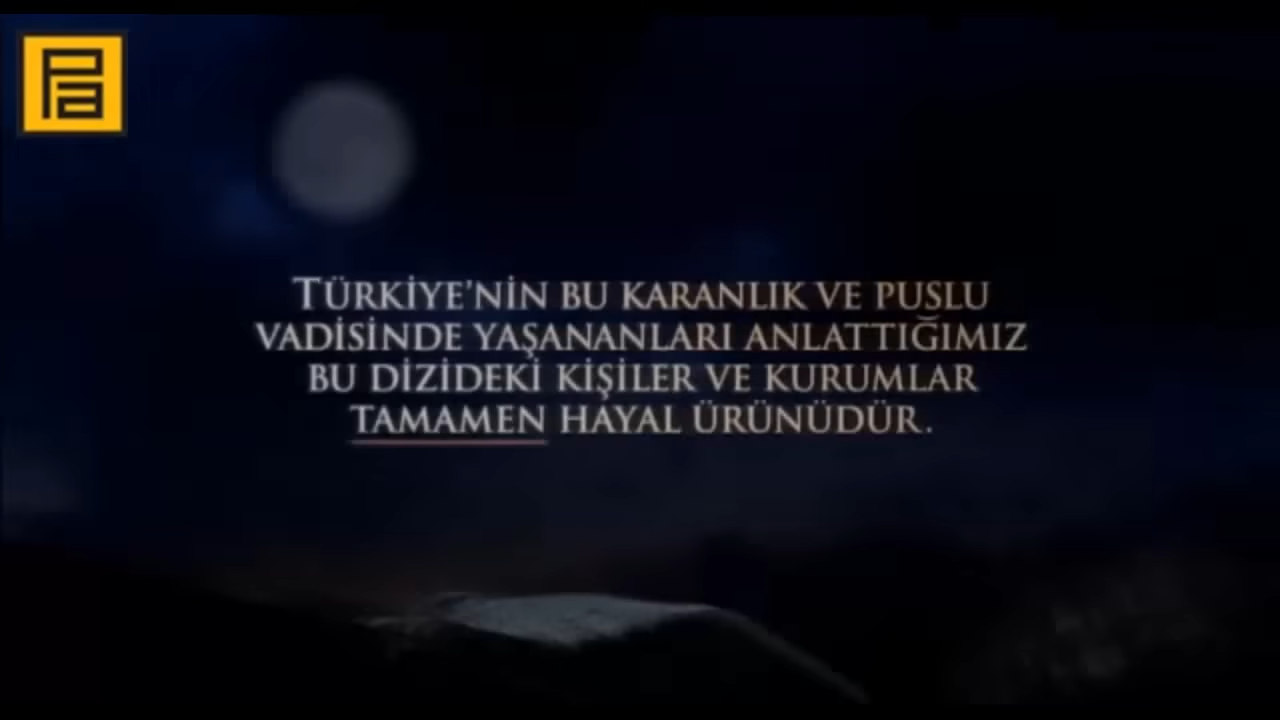 Pa
TÜRKİYE'NİN BU KARANLIK VE PUSLU
VADİSİNDE YAŞANANLARI ANLATTIĞIMIZ
BU DİZİDEKİ KİŞİLER VE KURUMLAR
TAMAMEN HAYAL ÜRÜNÜDÜR.